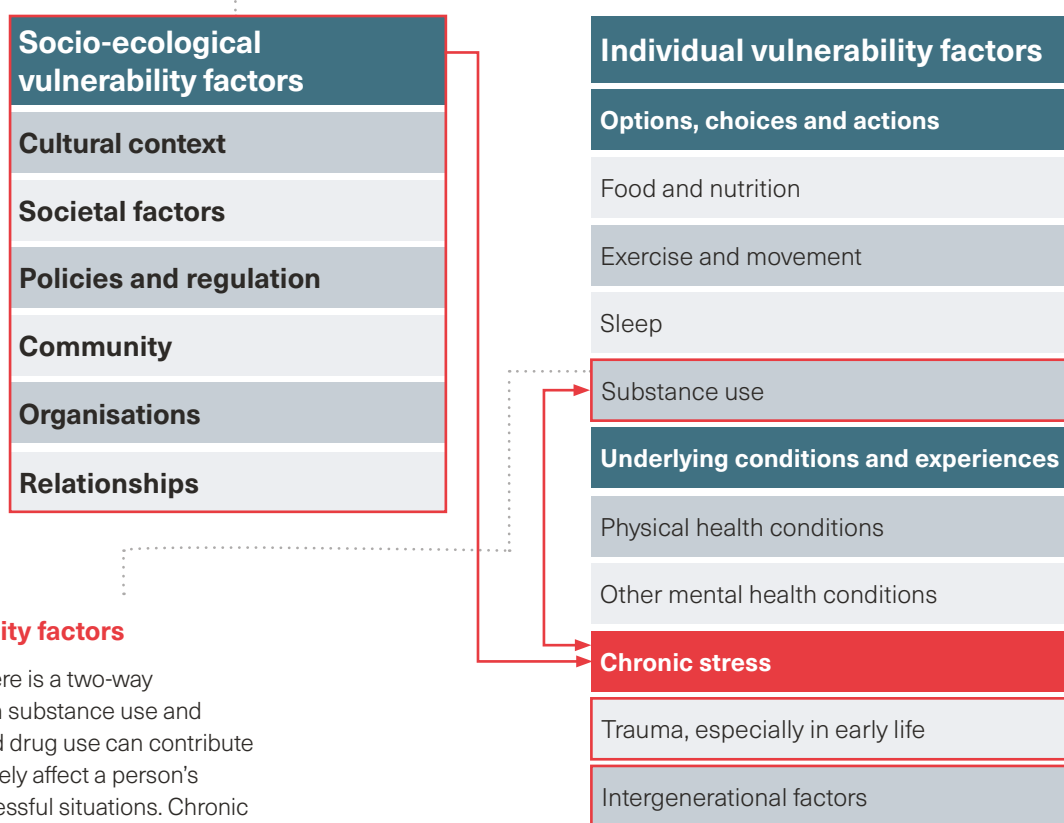 Socio-ecological
vulnerability factors
Cultural context
Societal factors
Policies and regulation
Community
Organisations
Relationships
ity factors
ere is a two-way
substance use and
d drug use can contribute
ely affect a person's
essful situations. Chronic
Individual vulnerability factors
Options, choices and actions
Food and nutrition
Exercise and movement
Sleep
Substance use
Underlying conditions and experiences
Physical health conditions
Other mental health conditions
Chronic stress
Trauma, especially in early life
Intergenerational factors